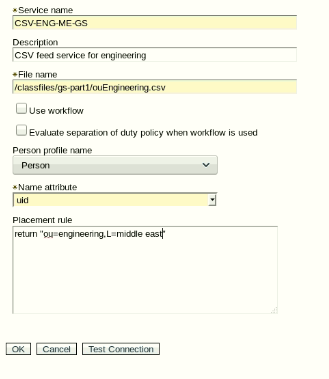 *Service name
CSV-ENG-ME-GS
Description
CSV feed service for engineering
*File name
/classfiles/gs-part1/ouEngineering.csv
Use workflow
Evaluate separation of duty policy when workflow is used
Person profile name
Person
*Name attribute
uid
Placement rule
return "ou=engineering,L=middle east"
OK Cancel Test Connection